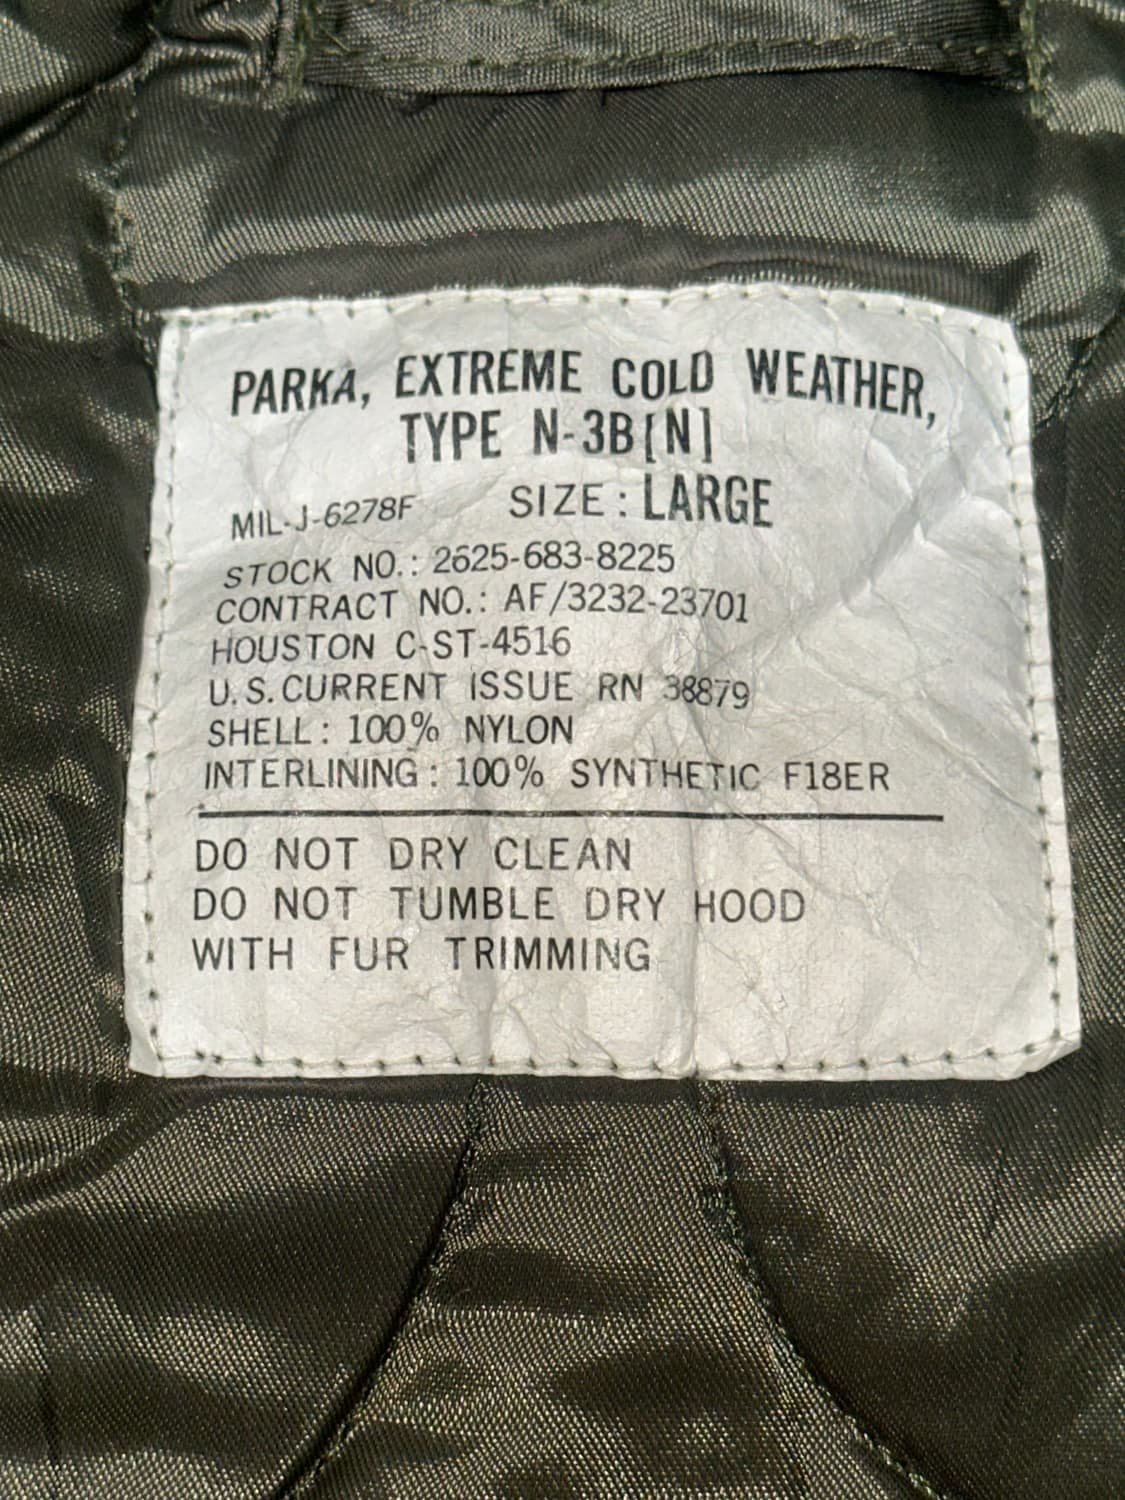 PARKA, EXTREME COLD WEATHER,
TYPE N-3B[N]
MIL-J-6278F SIZE: LARGE
STOCK NO.: 2625-683-8225
CONTRACT NO.: AF/3232-23701
HOUSTON C-ST-4516
U.S. CURRENT ISSUE RN 38879
SHELL: 100% NYLON
INTERLINING: 100% SYNTHETIC F18ER
DO NOT DRY CLEAN
DO NOT TUMBLE DRY HOOD
WITH FUR TRIMMING